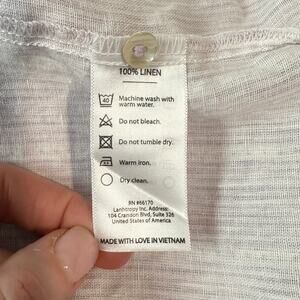 100% LINEN
40
Machine wash with
warm water.
Do not bleach.
Do not tumble dry.
Warm iron.
Dry clean.
RN #66170
Lanhtropy Inc. Address:
104 Crandon Blvd, Suite 326
United States of America
MADE WITH LOVE IN VIETNAM